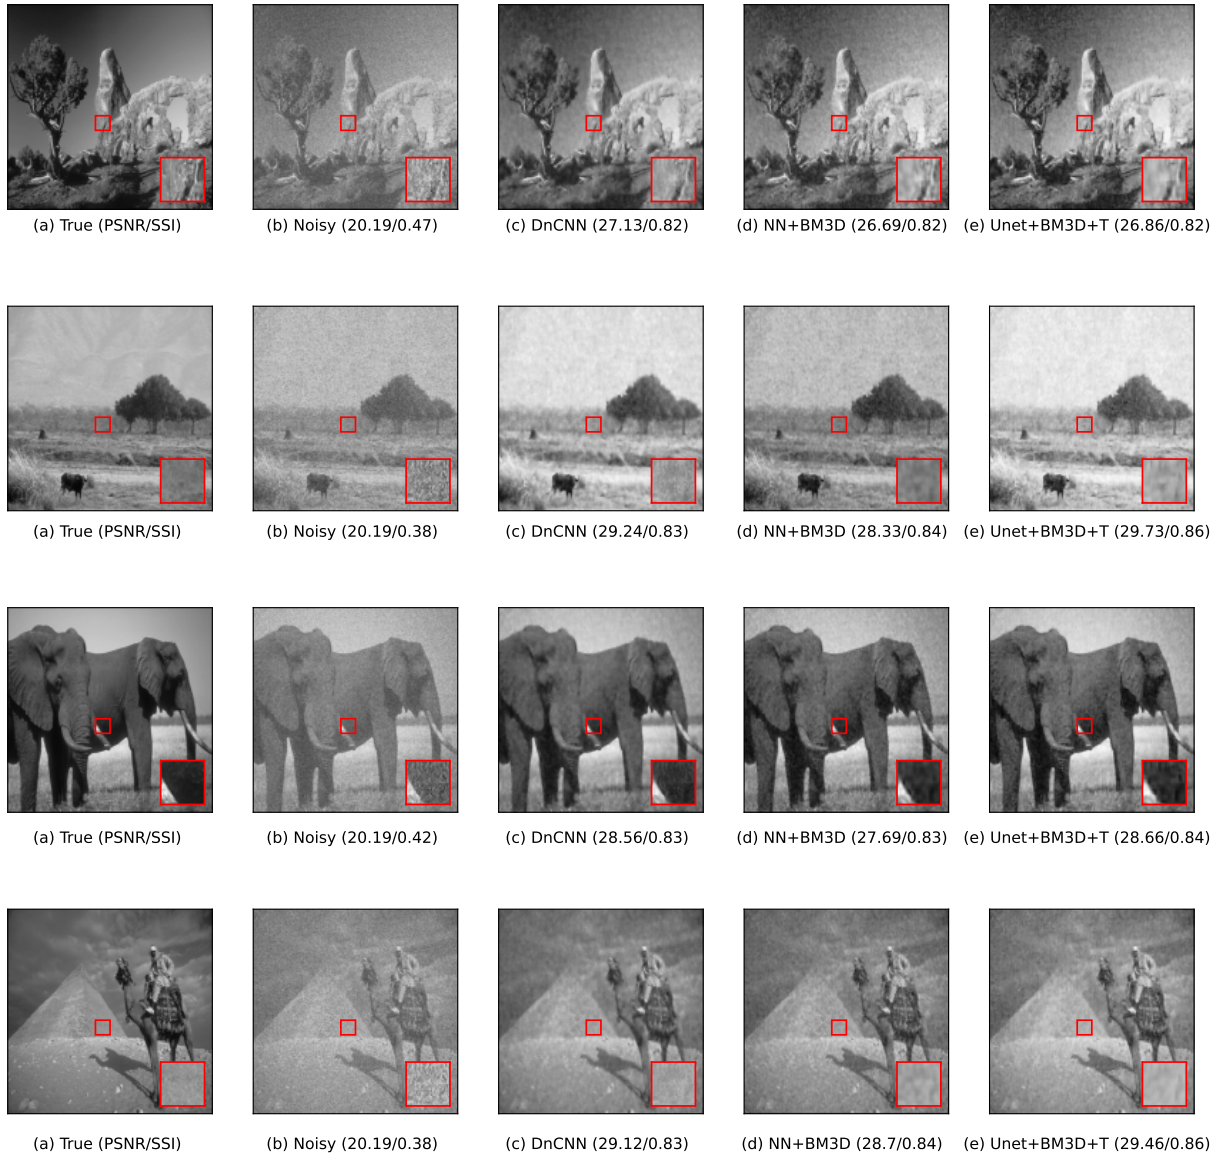 (a) True (PSNR/SSI) (b) Noisy (20.19/0.47) (c) DnCNN (27.13/0.82) (d) NN+BM3D (26.69/0.82) (e) Unet+BM3D+T (26.86/0.82)
(a) True (PSNR/SSI) (b) Noisy (20.19/0.38) (c) DnCNN (29.24/0.83) (d) NN+BM3D (28.33/0.84) (e) Unet+BM3D+T (29.73/0.86)
(a) True (PSNR/SSI) (b) Noisy (20.19/0.42) (c) DnCNN (28.56/0.83) (d) NN+BM3D (27.69/0.83) (e) Unet+BM3D+T (28.66/0.84)
(a) True (PSNR/SSI) (b) Noisy (20.19/0.38) (c) DnCNN (29.12/0.83) (d) NN+BM3D (28.7/0.84) (e) Unet+BM3D+T (29.46/0.86)